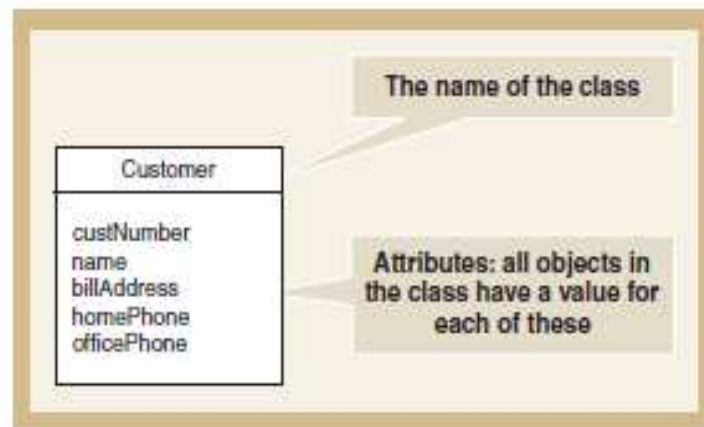 The name of the class
Customer
custNumber
name
billAddress
homePhone
officePhone
Attributes: all objects in
the class have a value for
each of these